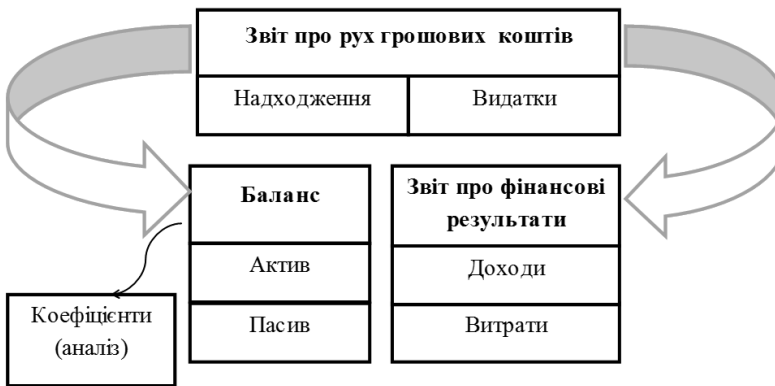 Звіт про рух грошових коштів
Надходження
Видатки
Баланс
Актив
Пасив
Звіт про фінансові
результати
Доходи
Витрати
Коефіцієнти
(аналіз)